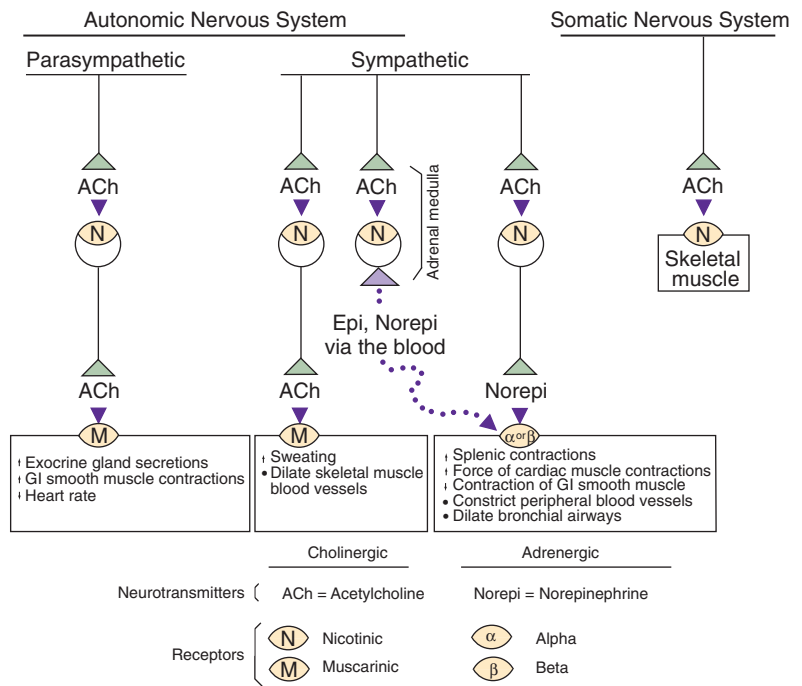 Autonomic Nervous System
Somatic Nervous System
Parasympathetic
Sympathetic
ACh
ACh
ACh
ACh
ACh
Adrenal medulla
N
N
N
N
N
Skeletal
muscle
Epi, Norepi
via the blood
ACh
ACh
Norepi
M
M
α or β
↑ Exocrine gland secretions
↑ GI smooth muscle contractions
↓ Heart rate
↑ Sweating
• Dilate skeletal muscle
blood vessels
↑ Splenic contractions
↑ Force of cardiac muscle contractions
↓ Contraction of GI smooth muscle
• Constrict peripheral blood vessels
• Dilate bronchial airways
Cholinergic
Adrenergic
Neurotransmitters
ACh = Acetylcholine
Norepi = Norepinephrine
Receptors
N Nicotinic
α Alpha
M Muscarinic
β Beta